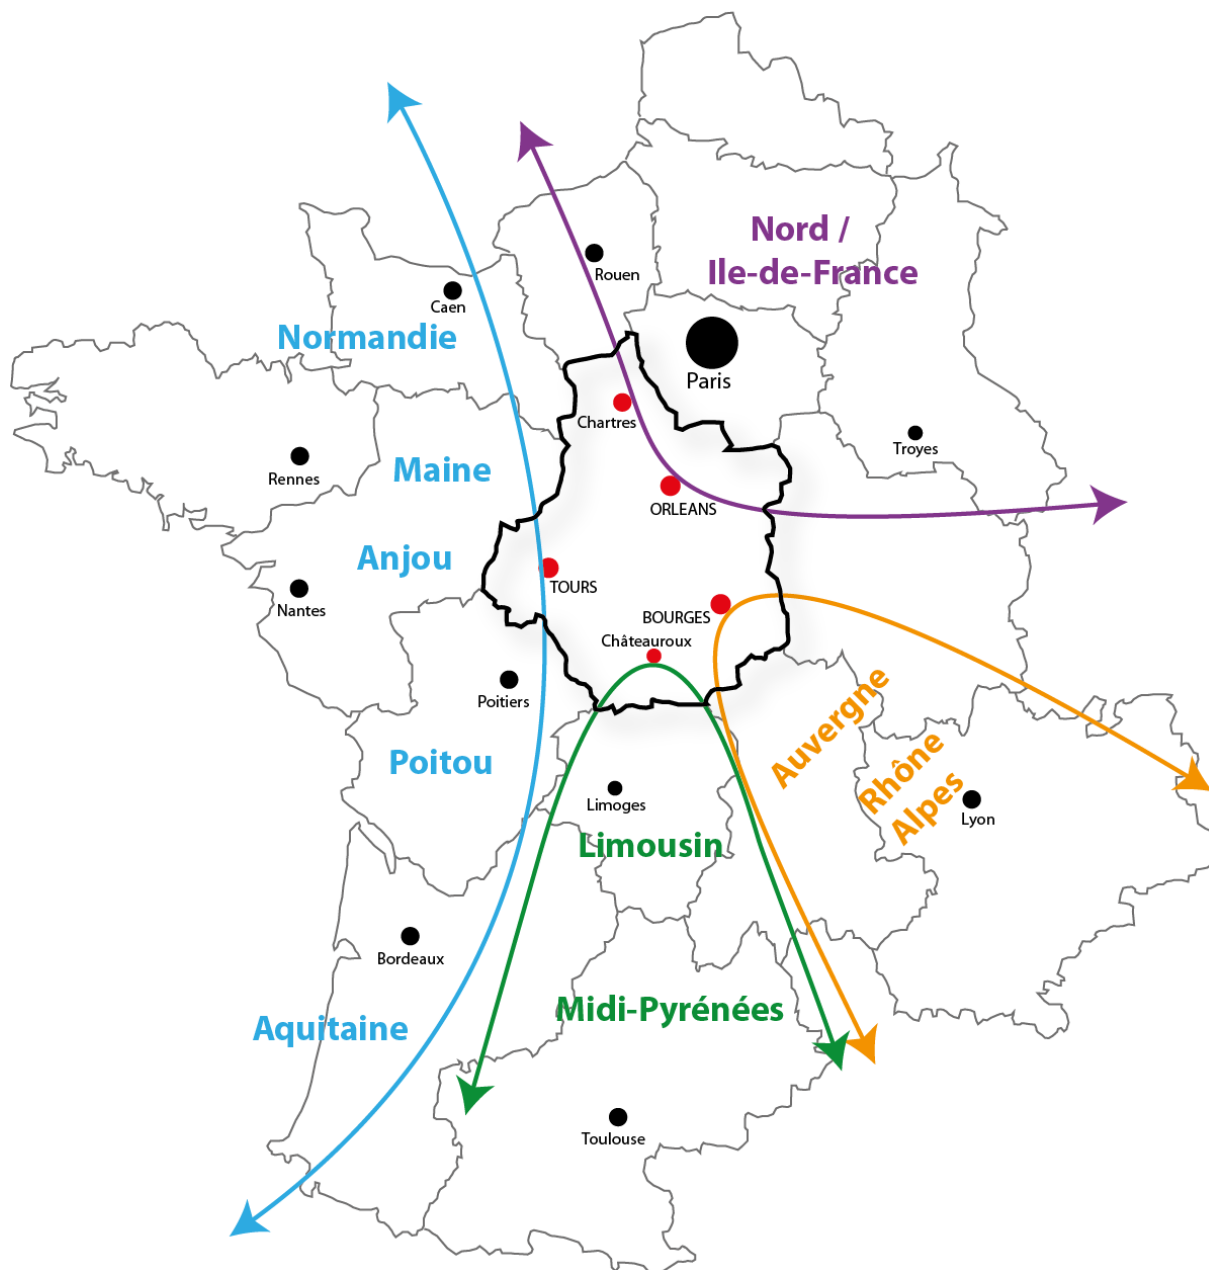 Nord /
Ile-de-France
Rouen
Caen
Normandie
Paris
Chartres
Troyes
Rennes
Maine
ORLEANS
Anjou
TOURS
Nantes
BOURGES
Châteauroux
Poitiers
Auvergne
Poitou
Rhône
Alpes
Limoges
Lyon
Limousin
Bordeaux
Midi-Pyrénées
Aquitaine
Toulouse